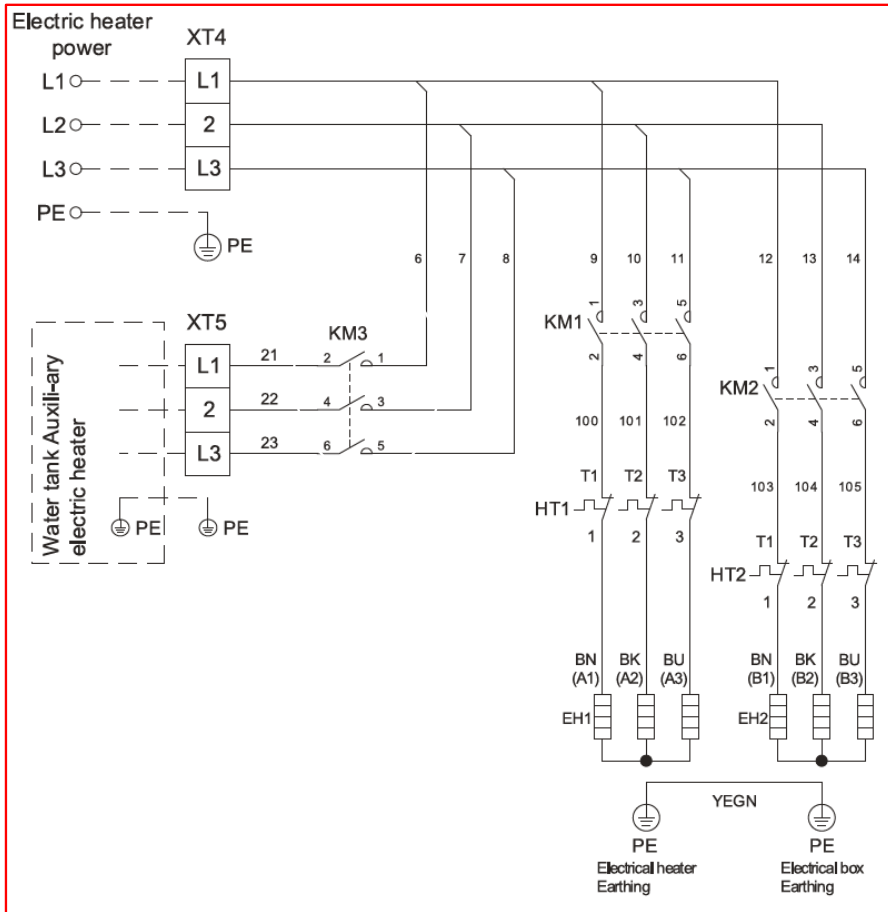 Electric heater
power
XT4
L1 L1
L2 2
L3 L3
PE
PE
6 7 8 9 10 11 12 13 14
XT5
KM3
L1 21 2 1
2 22 4 3
L3 23 6 5
Water tank Auxili-ary
electric heater
PE PE
KM1
1 3 5
2 4 6
100 101 102
T1 T2 T3
HT1
1 2 3
BN BK BU
(A1) (A2) (A3)
EH1
KM2
1 3 5
2 4 6
103 104 105
T1 T2 T3
HT2
1 2 3
BN BK BU
(B1) (B2) (B3)
EH2
YEGN
PE
Electrical heater
Earthing
PE
Electrical box
Earthing